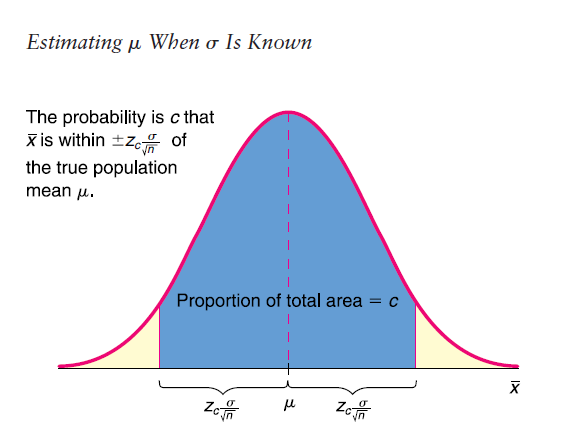 Estimating μ When σ Is Known
The probability is c that
x̄ is within ±z_c σ/√n of
the true population
mean μ.
Proportion of total area = c
z_c σ/√n μ z_c σ/√n
x̄